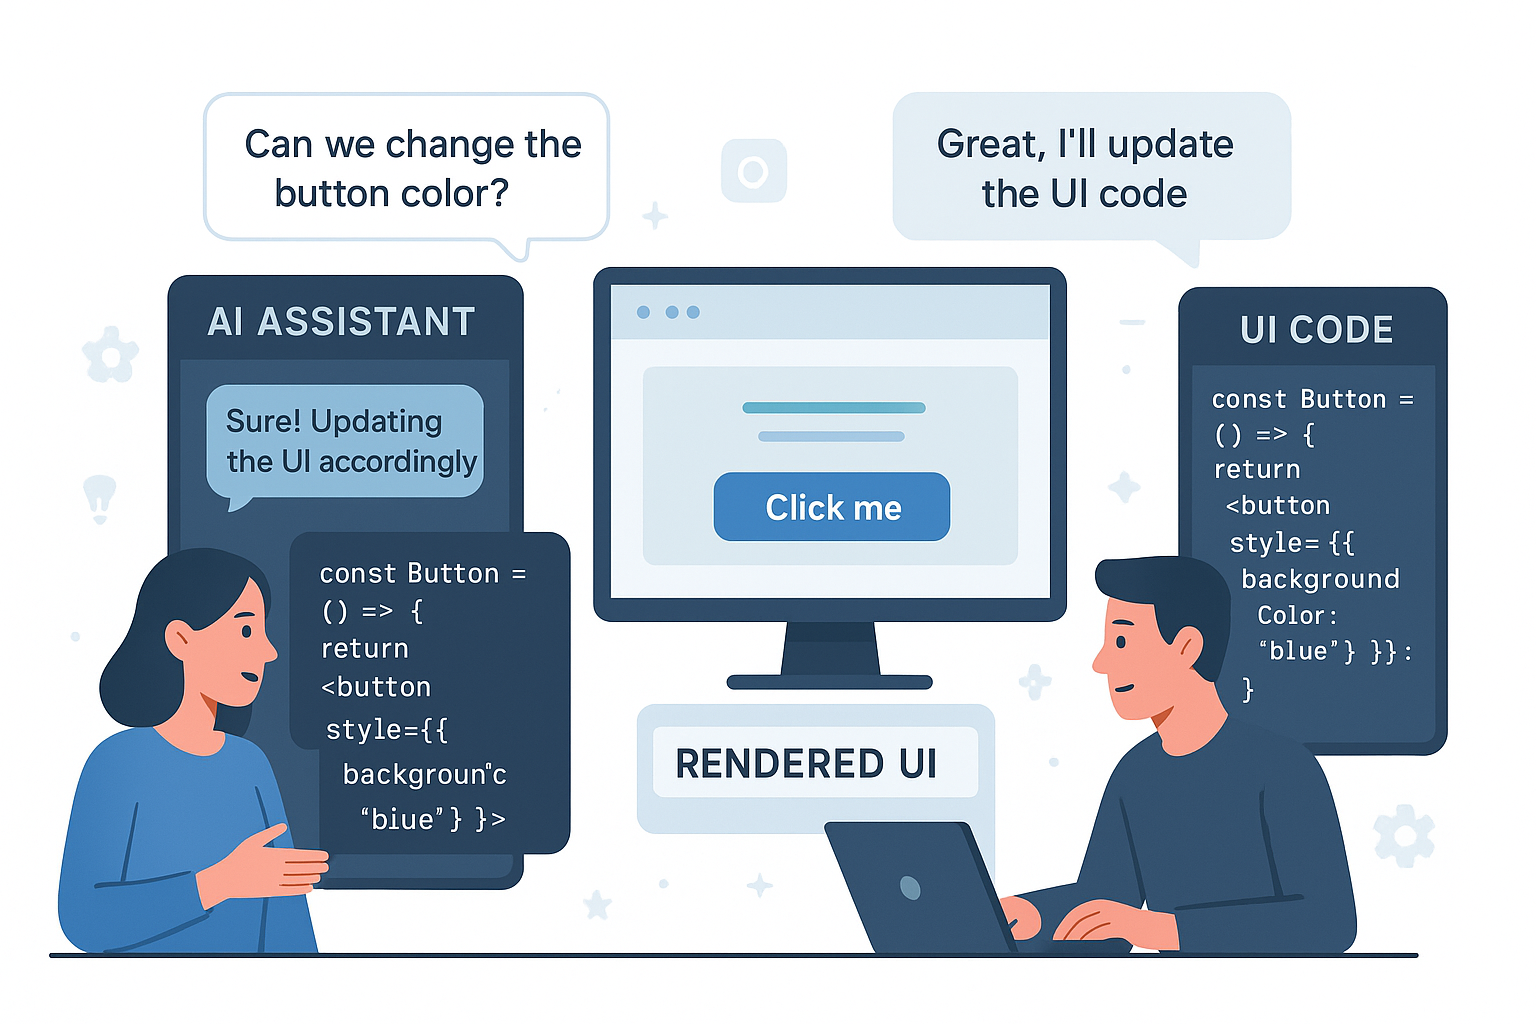 Can we change the
button color?
Great, I'll update
the UI code
AI ASSISTANT
Sure! Updating
the UI accordingly
const Button =
() => {
return
<button
style={{
backgroun"c
“biue”} }>
Click me
RENDERED UI
UI CODE
const Button =
() => {
return
<button
style= {{
background
Color:
“blue”} }}:
}